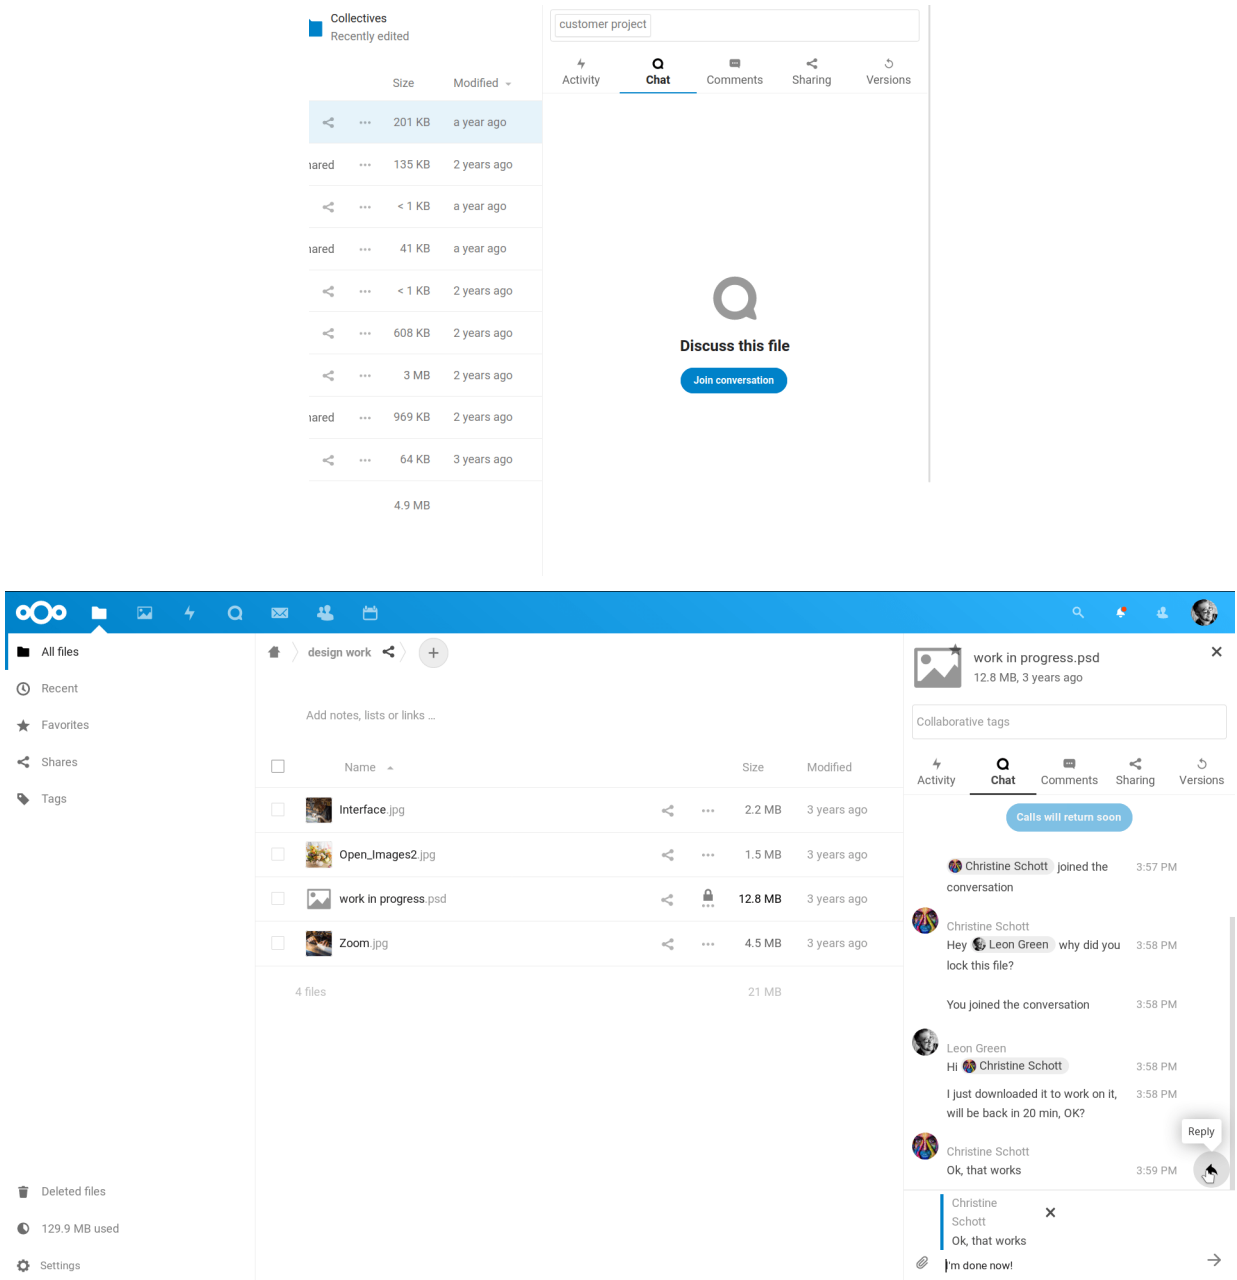 Collectives
Recently edited
customer project
Activity
Chat
Comments
Sharing
Versions
Size
Modified
201 KB
a year ago
135 KB
2 years ago
< 1 KB
a year ago
41 KB
a year ago
< 1 KB
2 years ago
608 KB
2 years ago
3 MB
2 years ago
969 KB
2 years ago
64 KB
3 years ago
4.9 MB
Discuss this file
Join conversation
All files
Recent
Favorites
Shares
Tags
Deleted files
129.9 MB used
Settings
design work
Add notes, lists or links ...
Name
Size
Modified
Interface.jpg
2.2 MB
3 years ago
Open_Images2.jpg
1.5 MB
3 years ago
work in progress.psd
12.8 MB
3 years ago
Zoom.jpg
4.5 MB
3 years ago
4 files
21 MB
work in progress.psd
12.8 MB, 3 years ago
Collaborative tags
Activity
Chat
Comments
Sharing
Versions
Calls will return soon
Christine Schott joined the 3:57 PM
conversation
Christine Schott
Hey Leon Green why did you 3:58 PM
lock this file?
You joined the conversation 3:58 PM
Leon Green
Hi Christine Schott 3:58 PM
I just downloaded it to work on it, 3:58 PM
will be back in 20 min, OK?
Reply
Christine Schott
Ok, that works 3:59 PM
Christine
Schott
Ok, that works
I'm done now!